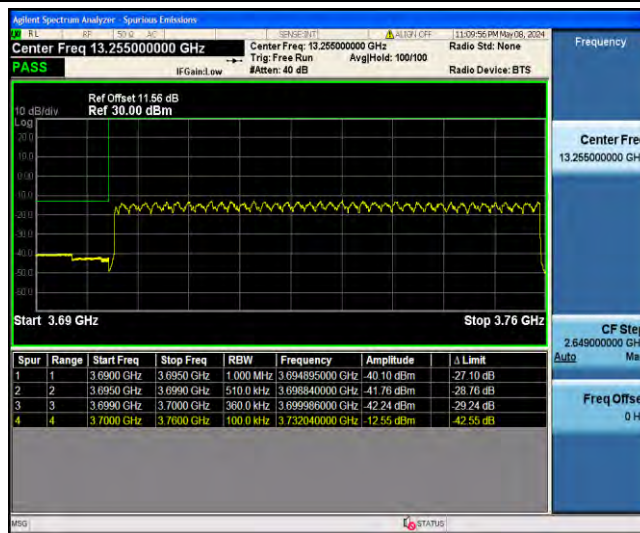 Agilent Spectrum Analyzer - Spurious Emissions
RL RF 50 Ω AC SENSE:INT ALIGN OFF 11:09:56 PM May 08, 2024
Center Freq 13.255000000 GHz
Center Freq: 13.255000000 GHz
Radio Std: None
Trig: Free Run Avg|Hold: 100/100
PASS
IFGain:Low
#Atten: 40 dB
Radio Device: BTS
Frequency
Ref Offset 11.56 dB
10 dB/div Ref 30.00 dBm
Log
20.0
10.0
0.00
-10.0
-20.0
-30.0
-40.0
-50.0
-60.0
Start 3.69 GHz Stop 3.76 GHz
Center Fre
13.255000000 GH
CF Step
2.649000000 GH
Auto Ma
Freq Offse
0 H
Spur Range Start Freq Stop Freq RBW Frequency Amplitude Δ Limit
1 1 3.6900 GHz 3.6950 GHz 1.000 MHz 3.694895000 GHz -40.10 dBm -27.10 dB
2 2 3.6950 GHz 3.6990 GHz 510.0 kHz 3.698840000 GHz -41.76 dBm -28.76 dB
3 3 3.6990 GHz 3.7000 GHz 360.0 kHz 3.699986000 GHz -42.24 dBm -29.24 dB
4 4 3.7000 GHz 3.7600 GHz 100.0 kHz 3.732040000 GHz -12.55 dBm -42.55 dB
MSG STATUS